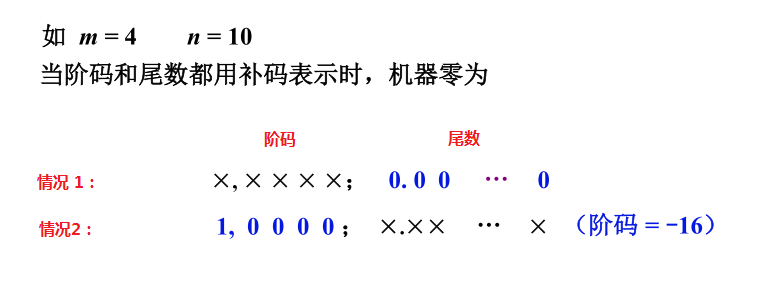 如 m = 4 n = 10
当阶码和尾数都用补码表示时，机器零为
阶码 尾数
情况 1： ×, × × × ×； 0. 0 0 … 0
情况2： 1, 0 0 0 0； ×.×× … × （阶码 = -16）